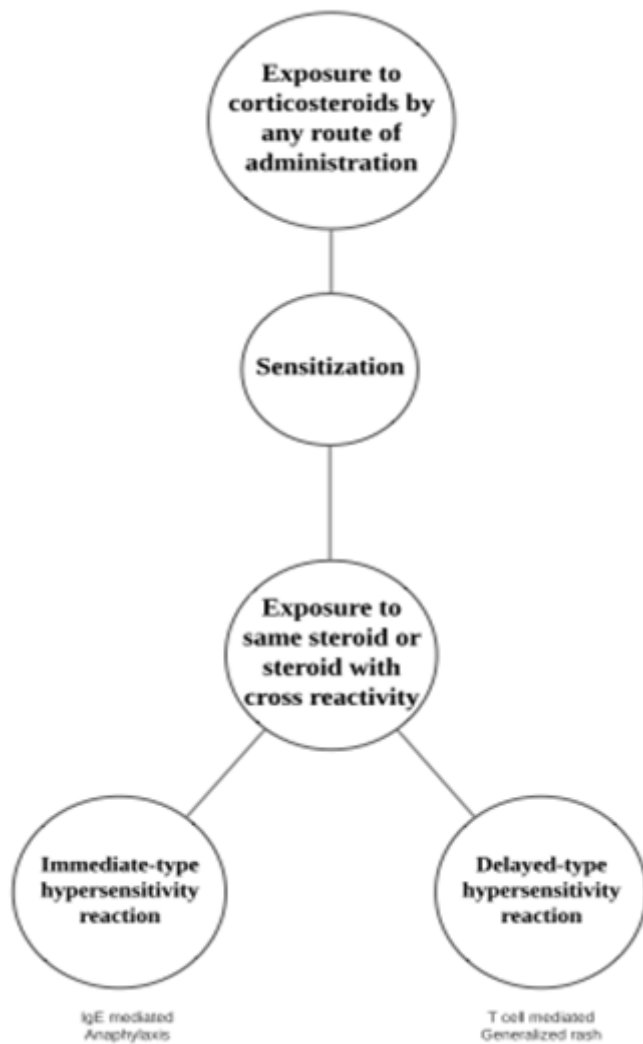 Exposure to
corticosteroids by
any route of
administration
Sensitization
Exposure to
same steroid or
steroid with
cross reactivity
Immediate-type
hypersensitivity
reaction
Delayed-type
hypersensitivity
reaction
IgE mediated
Anaphylaxis
T cell mediated
Generalized rash